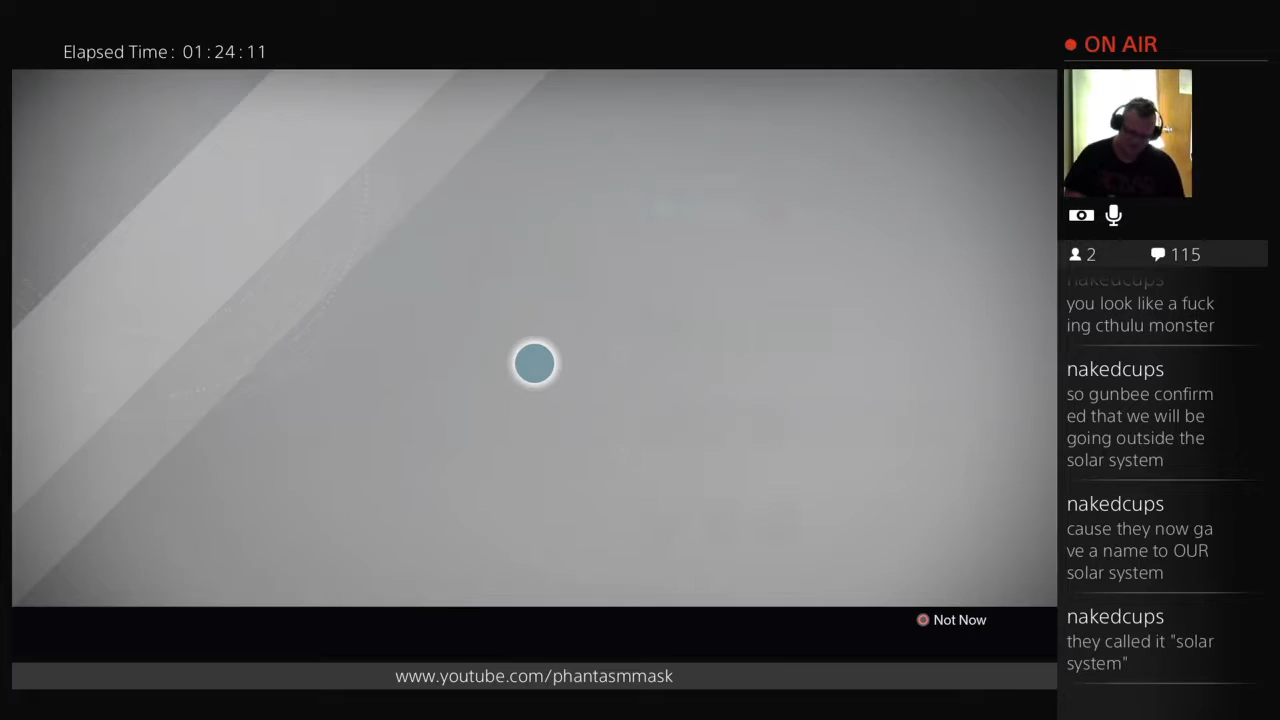 Elapsed Time: 01:24:11
ON AIR
2 115
nakedcups
you look like a fuck
ing cthulu monster
nakedcups
so gunbee confirm
ed that we will be
going outside the
solar system
nakedcups
cause they now ga
ve a name to OUR
solar system
nakedcups
they called it "solar
system"
Not Now
www.youtube.com/phantasmmask